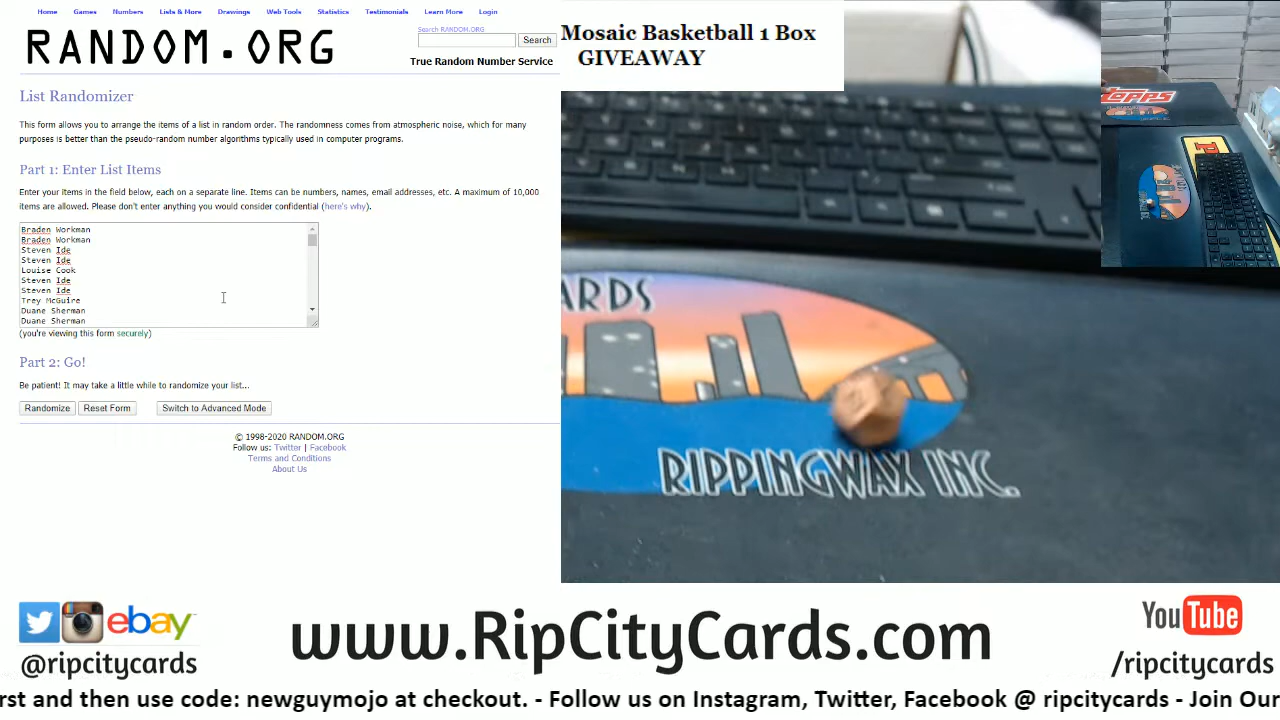 Home Games Numbers Lists & More Drawings Web Tools Statistics Testimonials Learn More Login
RANDOM.ORG
Search RANDOM.ORG
Search
True Random Number Service
List Randomizer
This form allows you to arrange the items of a list in random order. The randomness comes from atmospheric noise, which for many
purposes is better than the pseudo-random number algorithms typically used in computer programs.
Part 1: Enter List Items
Enter your items in the field below, each on a separate line. Items can be numbers, names, email addresses, etc. A maximum of 10,000
items are allowed. Please don't enter anything you would consider confidential (here's why).
Braden Workman
Braden Workman
Steven Ide
Steven Ide
Louise Cook
Steven Ide
Steven Ide
Trey McGuire
Duane Sherman
Duane Sherman
(you're viewing this form securely)
Part 2: Go!
Be patient! It may take a little while to randomize your list...
Randomize Reset Form Switch to Advanced Mode
© 1998-2020 RANDOM.ORG
Follow us: Twitter | Facebook
Terms and Conditions
About Us
Mosaic Basketball 1 Box
GIVEAWAY
ARDS
RIPPINGWAX INC.
TOPPS
ebay
@ripcitycards
www.RipCityCards.com
YouTube
/ripcitycards
rst and then use code: newguymojo at checkout. - Follow us on Instagram, Twitter, Facebook @ ripcitycards - Join Our